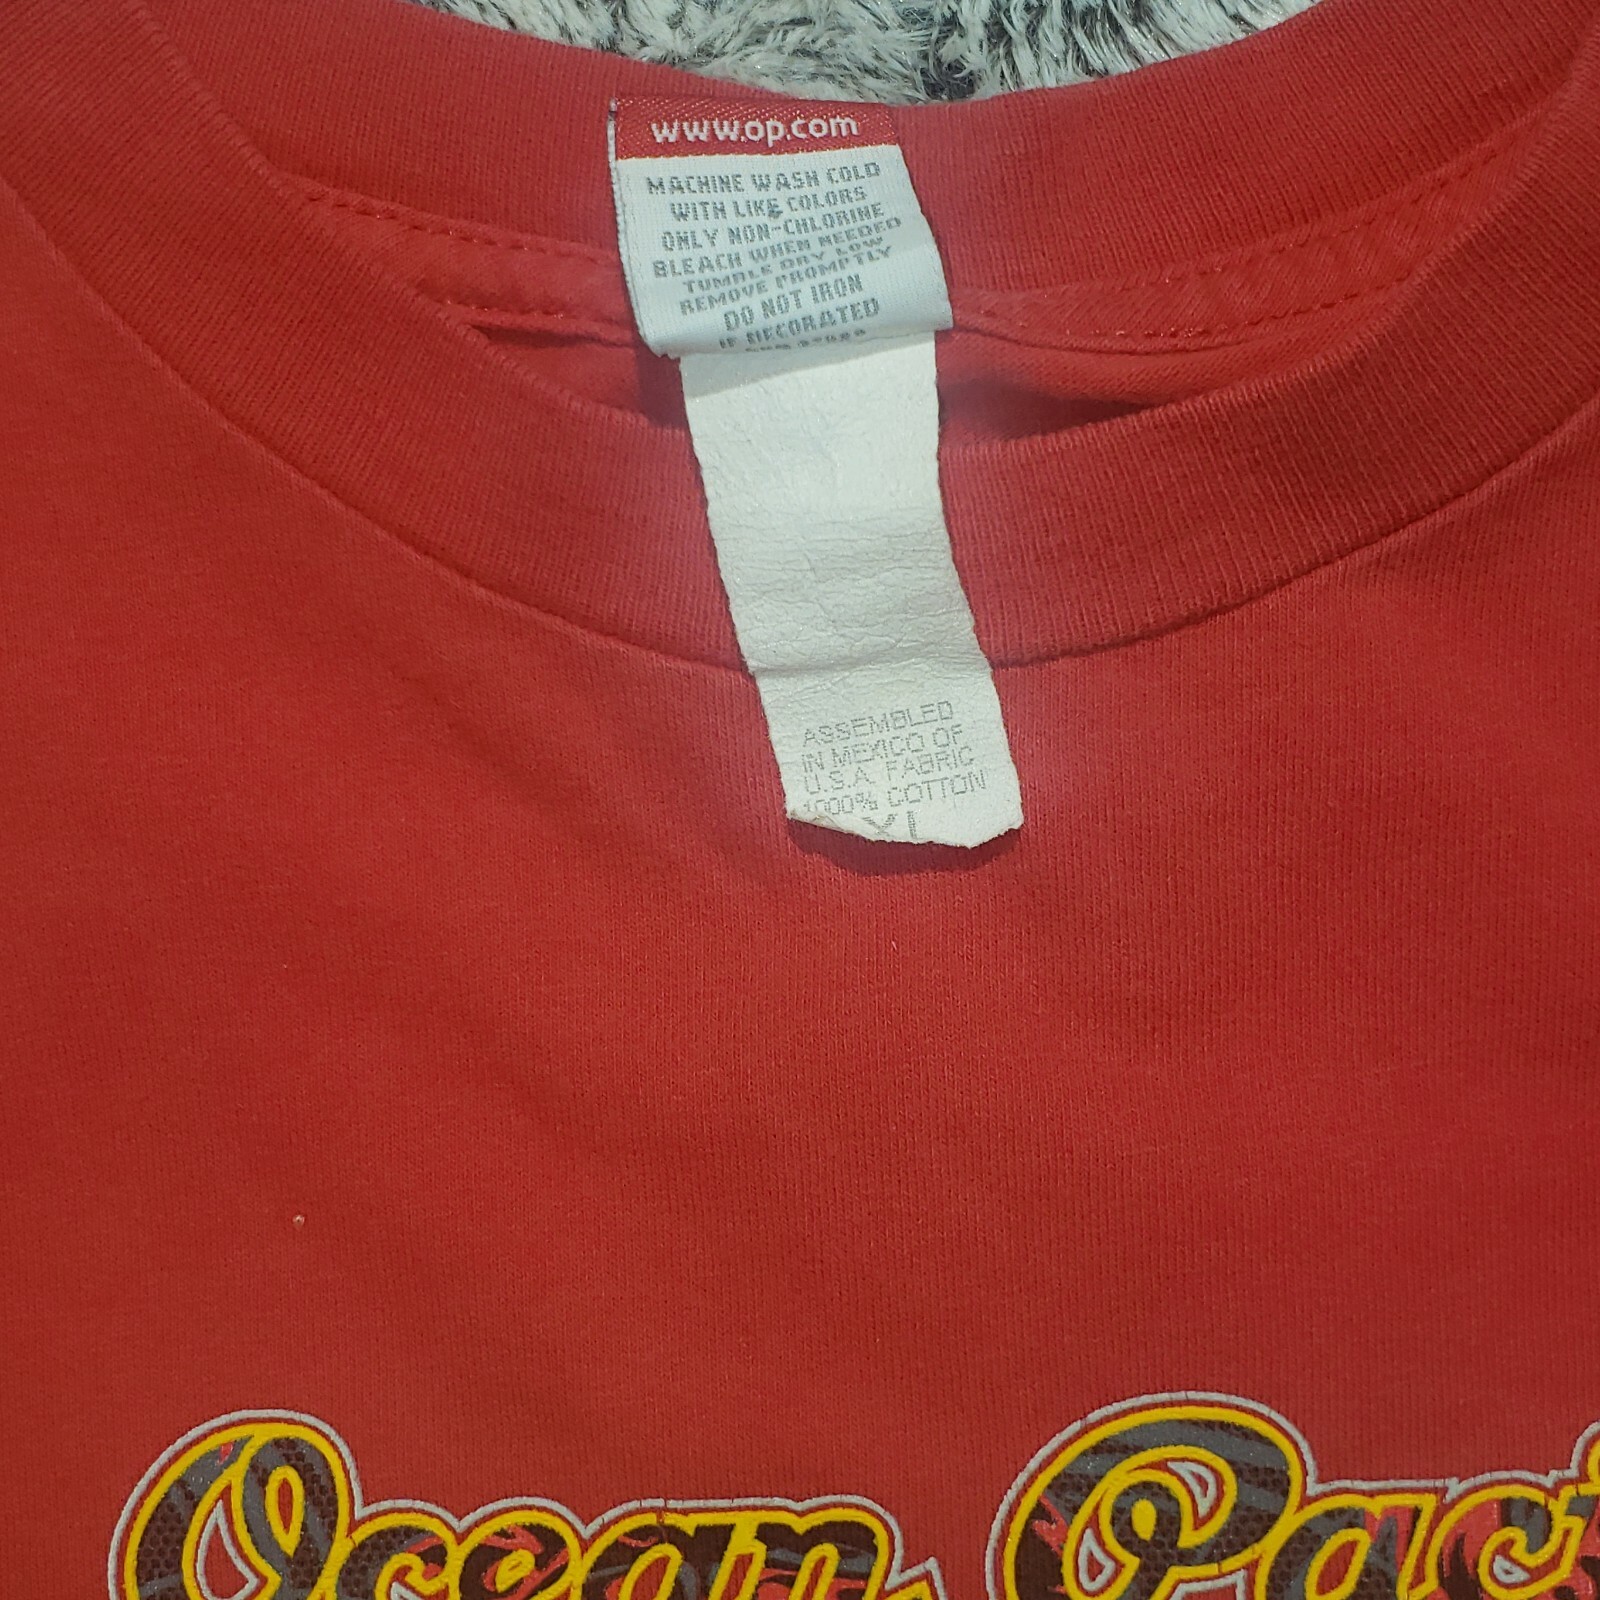 www.op.com
MACHINE WASH COLD
WITH LIKE COLORS
ONLY NON-CHLORINE
BLEACH WHEN NEEDED
TUMBLE DRY LOW
REMOVE PROMPTLY
DO NOT IRON
IF DECORATED
ASSEMBLED
IN MEXICO OF
U.S.A. FABRIC
1000% COTTON
XL
Ocean Paci